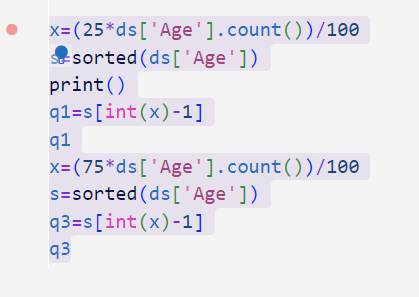 x=(25*ds['Age'].count())/100
s=sorted(ds['Age'])
print()
q1=s[int(x)-1]
q1
x=(75*ds['Age'].count())/100
s=sorted(ds['Age'])
q3=s[int(x)-1]
q3